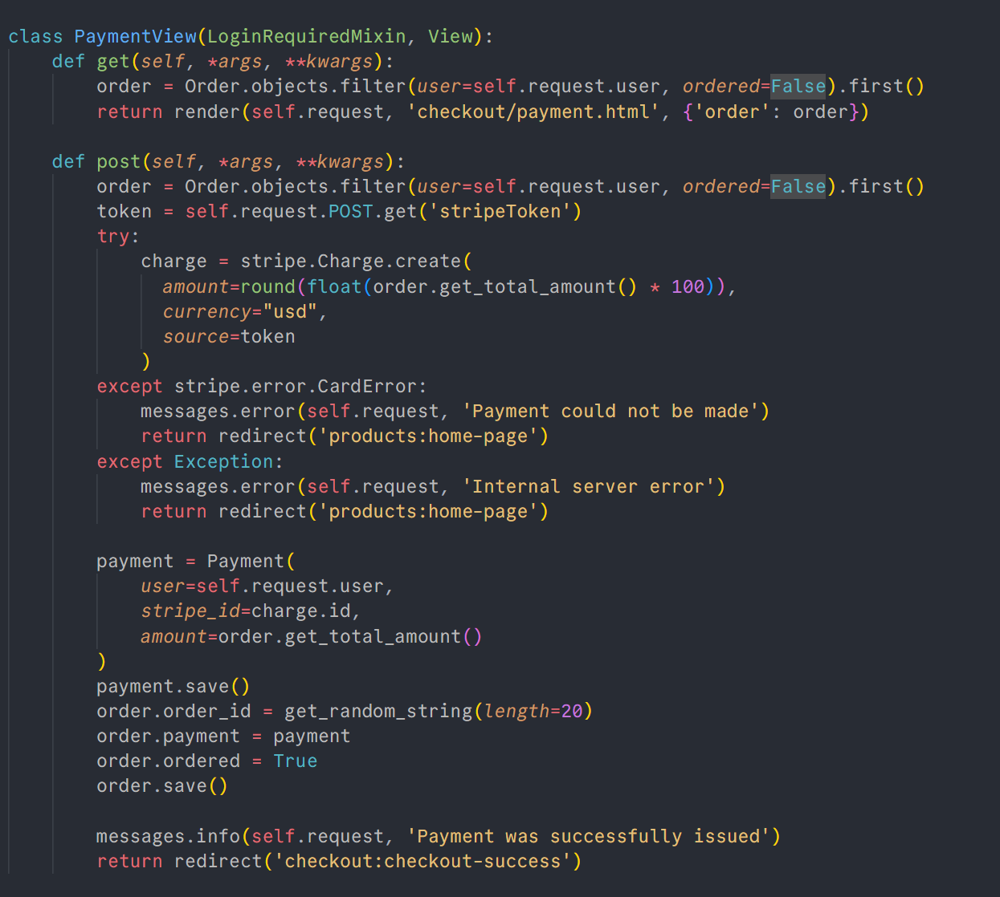 class PaymentView(LoginRequiredMixin, View):
    def get(self, *args, **kwargs):
        order = Order.objects.filter(user=self.request.user, ordered=False).first()
        return render(self.request, 'checkout/payment.html', {'order': order})

    def post(self, *args, **kwargs):
        order = Order.objects.filter(user=self.request.user, ordered=False).first()
        token = self.request.POST.get('stripeToken')
        try:
            charge = stripe.Charge.create(
              amount=round(float(order.get_total_amount() * 100)),
              currency="usd",
              source=token
            )
        except stripe.error.CardError:
            messages.error(self.request, 'Payment could not be made')
            return redirect('products:home-page')
        except Exception:
            messages.error(self.request, 'Internal server error')
            return redirect('products:home-page')

        payment = Payment(
            user=self.request.user,
            stripe_id=charge.id,
            amount=order.get_total_amount()
        )
        payment.save()
        order.order_id = get_random_string(length=20)
        order.payment = payment
        order.ordered = True
        order.save()

        messages.info(self.request, 'Payment was successfully issued')
        return redirect('checkout:checkout-success')